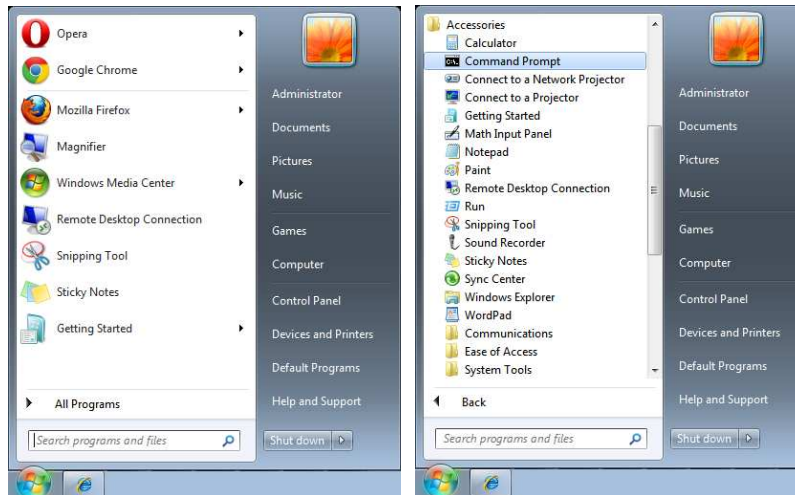 Opera
Google Chrome
Mozilla Firefox
Magnifier
Windows Media Center
Remote Desktop Connection
Snipping Tool
Sticky Notes
Getting Started
All Programs
Search programs and files
Administrator
Documents
Pictures
Music
Games
Computer
Control Panel
Devices and Printers
Default Programs
Help and Support
Shut down
Accessories
Calculator
Command Prompt
Connect to a Network Projector
Connect to a Projector
Getting Started
Math Input Panel
Notepad
Paint
Remote Desktop Connection
Run
Snipping Tool
Sound Recorder
Sticky Notes
Sync Center
Windows Explorer
WordPad
Communications
Ease of Access
System Tools
Back
Search programs and files
Administrator
Documents
Pictures
Music
Games
Computer
Control Panel
Devices and Printers
Default Programs
Help and Support
Shut down